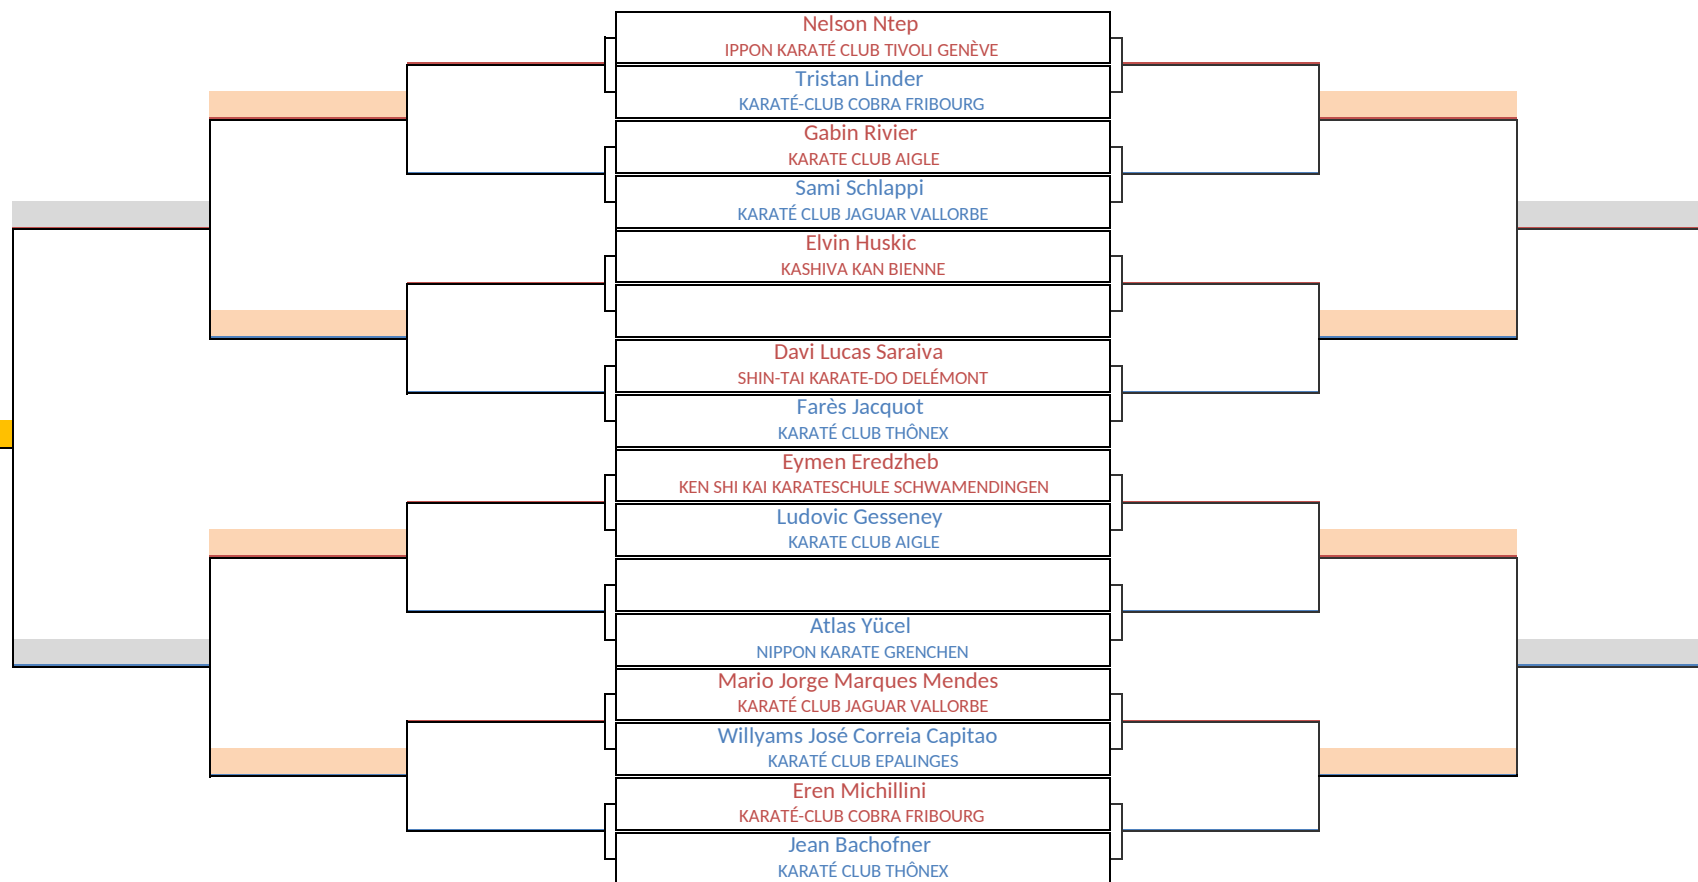 Nelson Ntep
IPPON KARATÉ CLUB TIVOLI GENÈVE
Tristan Linder
KARATÉ-CLUB COBRA FRIBOURG
Gabin Rivier
KARATE CLUB AIGLE
Sami Schlappi
KARATÉ CLUB JAGUAR VALLORBE
Elvin Huskic
KASHIVA KAN BIENNE
Davi Lucas Saraiva
SHIN-TAI KARATE-DO DELÉMONT
Farès Jacquot
KARATÉ CLUB THÔNEX
Eymen Eredzheb
KEN SHI KAI KARATESCHULE SCHWAMENDINGEN
Ludovic Gesseney
KARATE CLUB AIGLE
Atlas Yücel
NIPPON KARATE GRENCHEN
Mario Jorge Marques Mendes
KARATÉ CLUB JAGUAR VALLORBE
Willyams José Correia Capitao
KARATÉ CLUB EPALINGES
Eren Michillini
KARATÉ-CLUB COBRA FRIBOURG
Jean Bachofner
KARATÉ CLUB THÔNEX